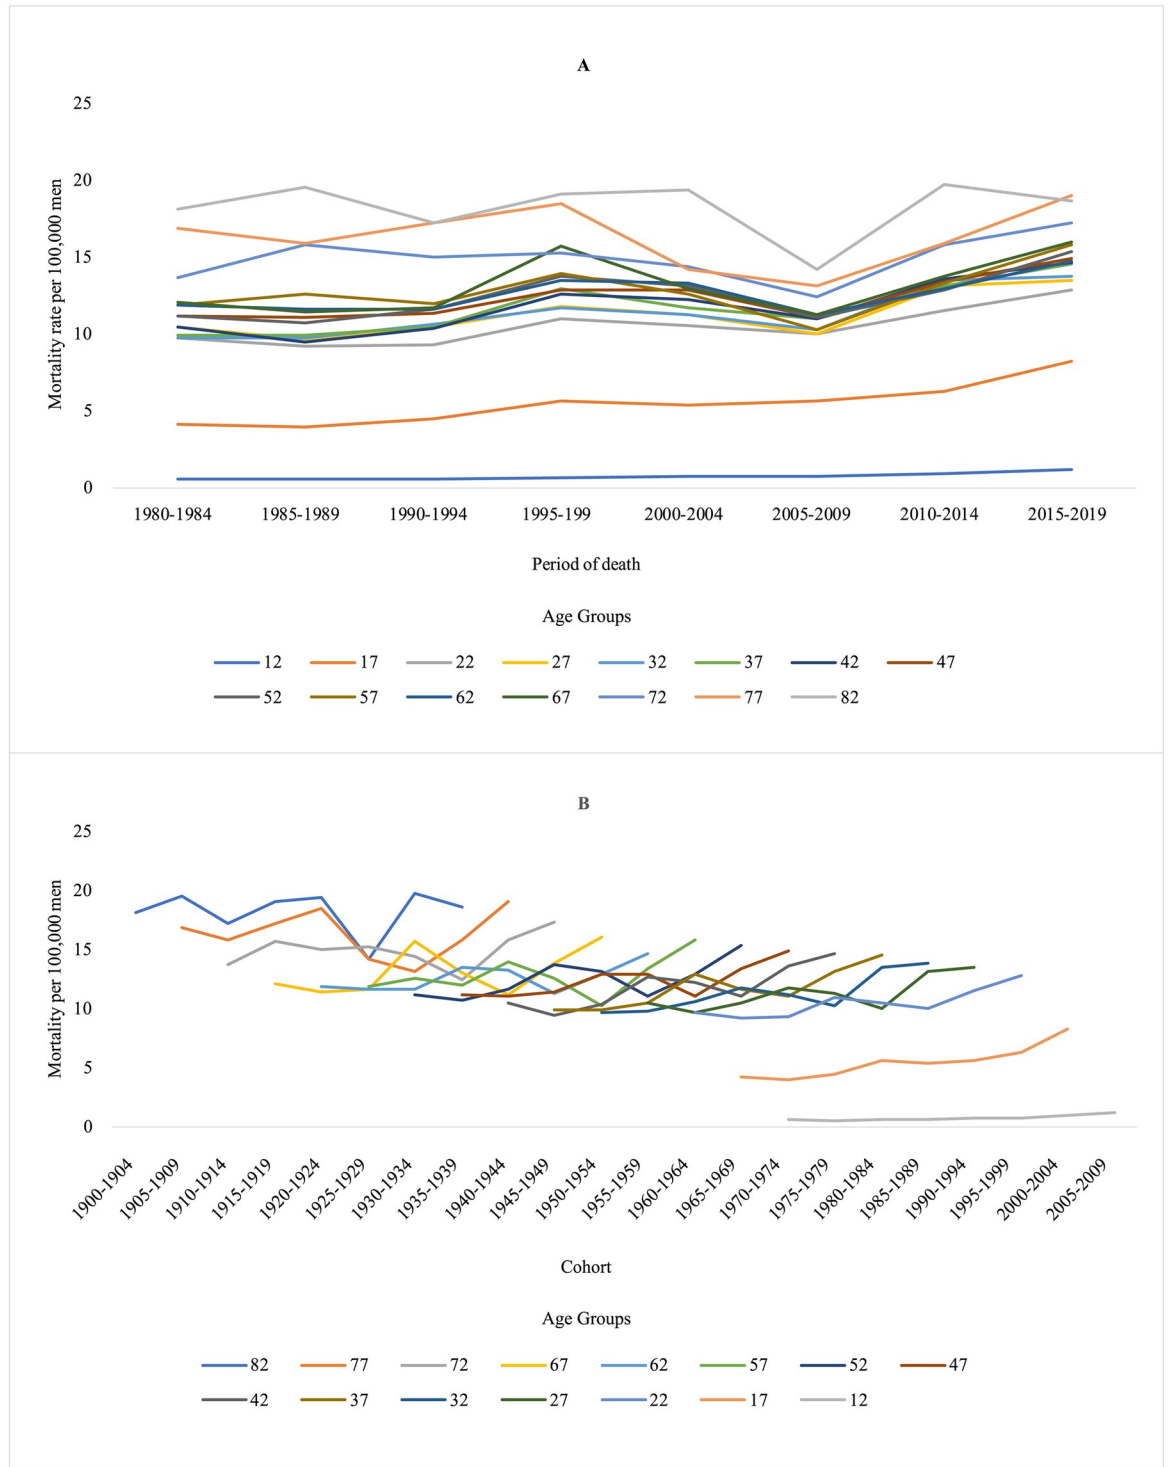 A
Mortality rate per 100,000 men
25
20
15
10
5
0
1980-1984 1985-1989 1990-1994 1995-199 2000-2004 2005-2009 2010-2014 2015-2019
Period of death
Age Groups
12 17 22 27 32 37 42 47
52 57 62 67 72 77 82
B
Mortality per 100,000 men
25
20
15
10
5
0
1900-1904 1905-1909 1910-1914 1915-1919 1920-1924 1925-1929 1930-1934 1935-1939 1940-1944 1945-1949 1950-1954 1955-1959 1960-1964 1965-1969 1970-1974 1975-1979 1980-1984 1985-1989 1990-1994 1995-1999 2000-2004 2005-2009
Cohort
Age Groups
82 77 72 67 62 57 52 47
42 37 32 27 22 17 12